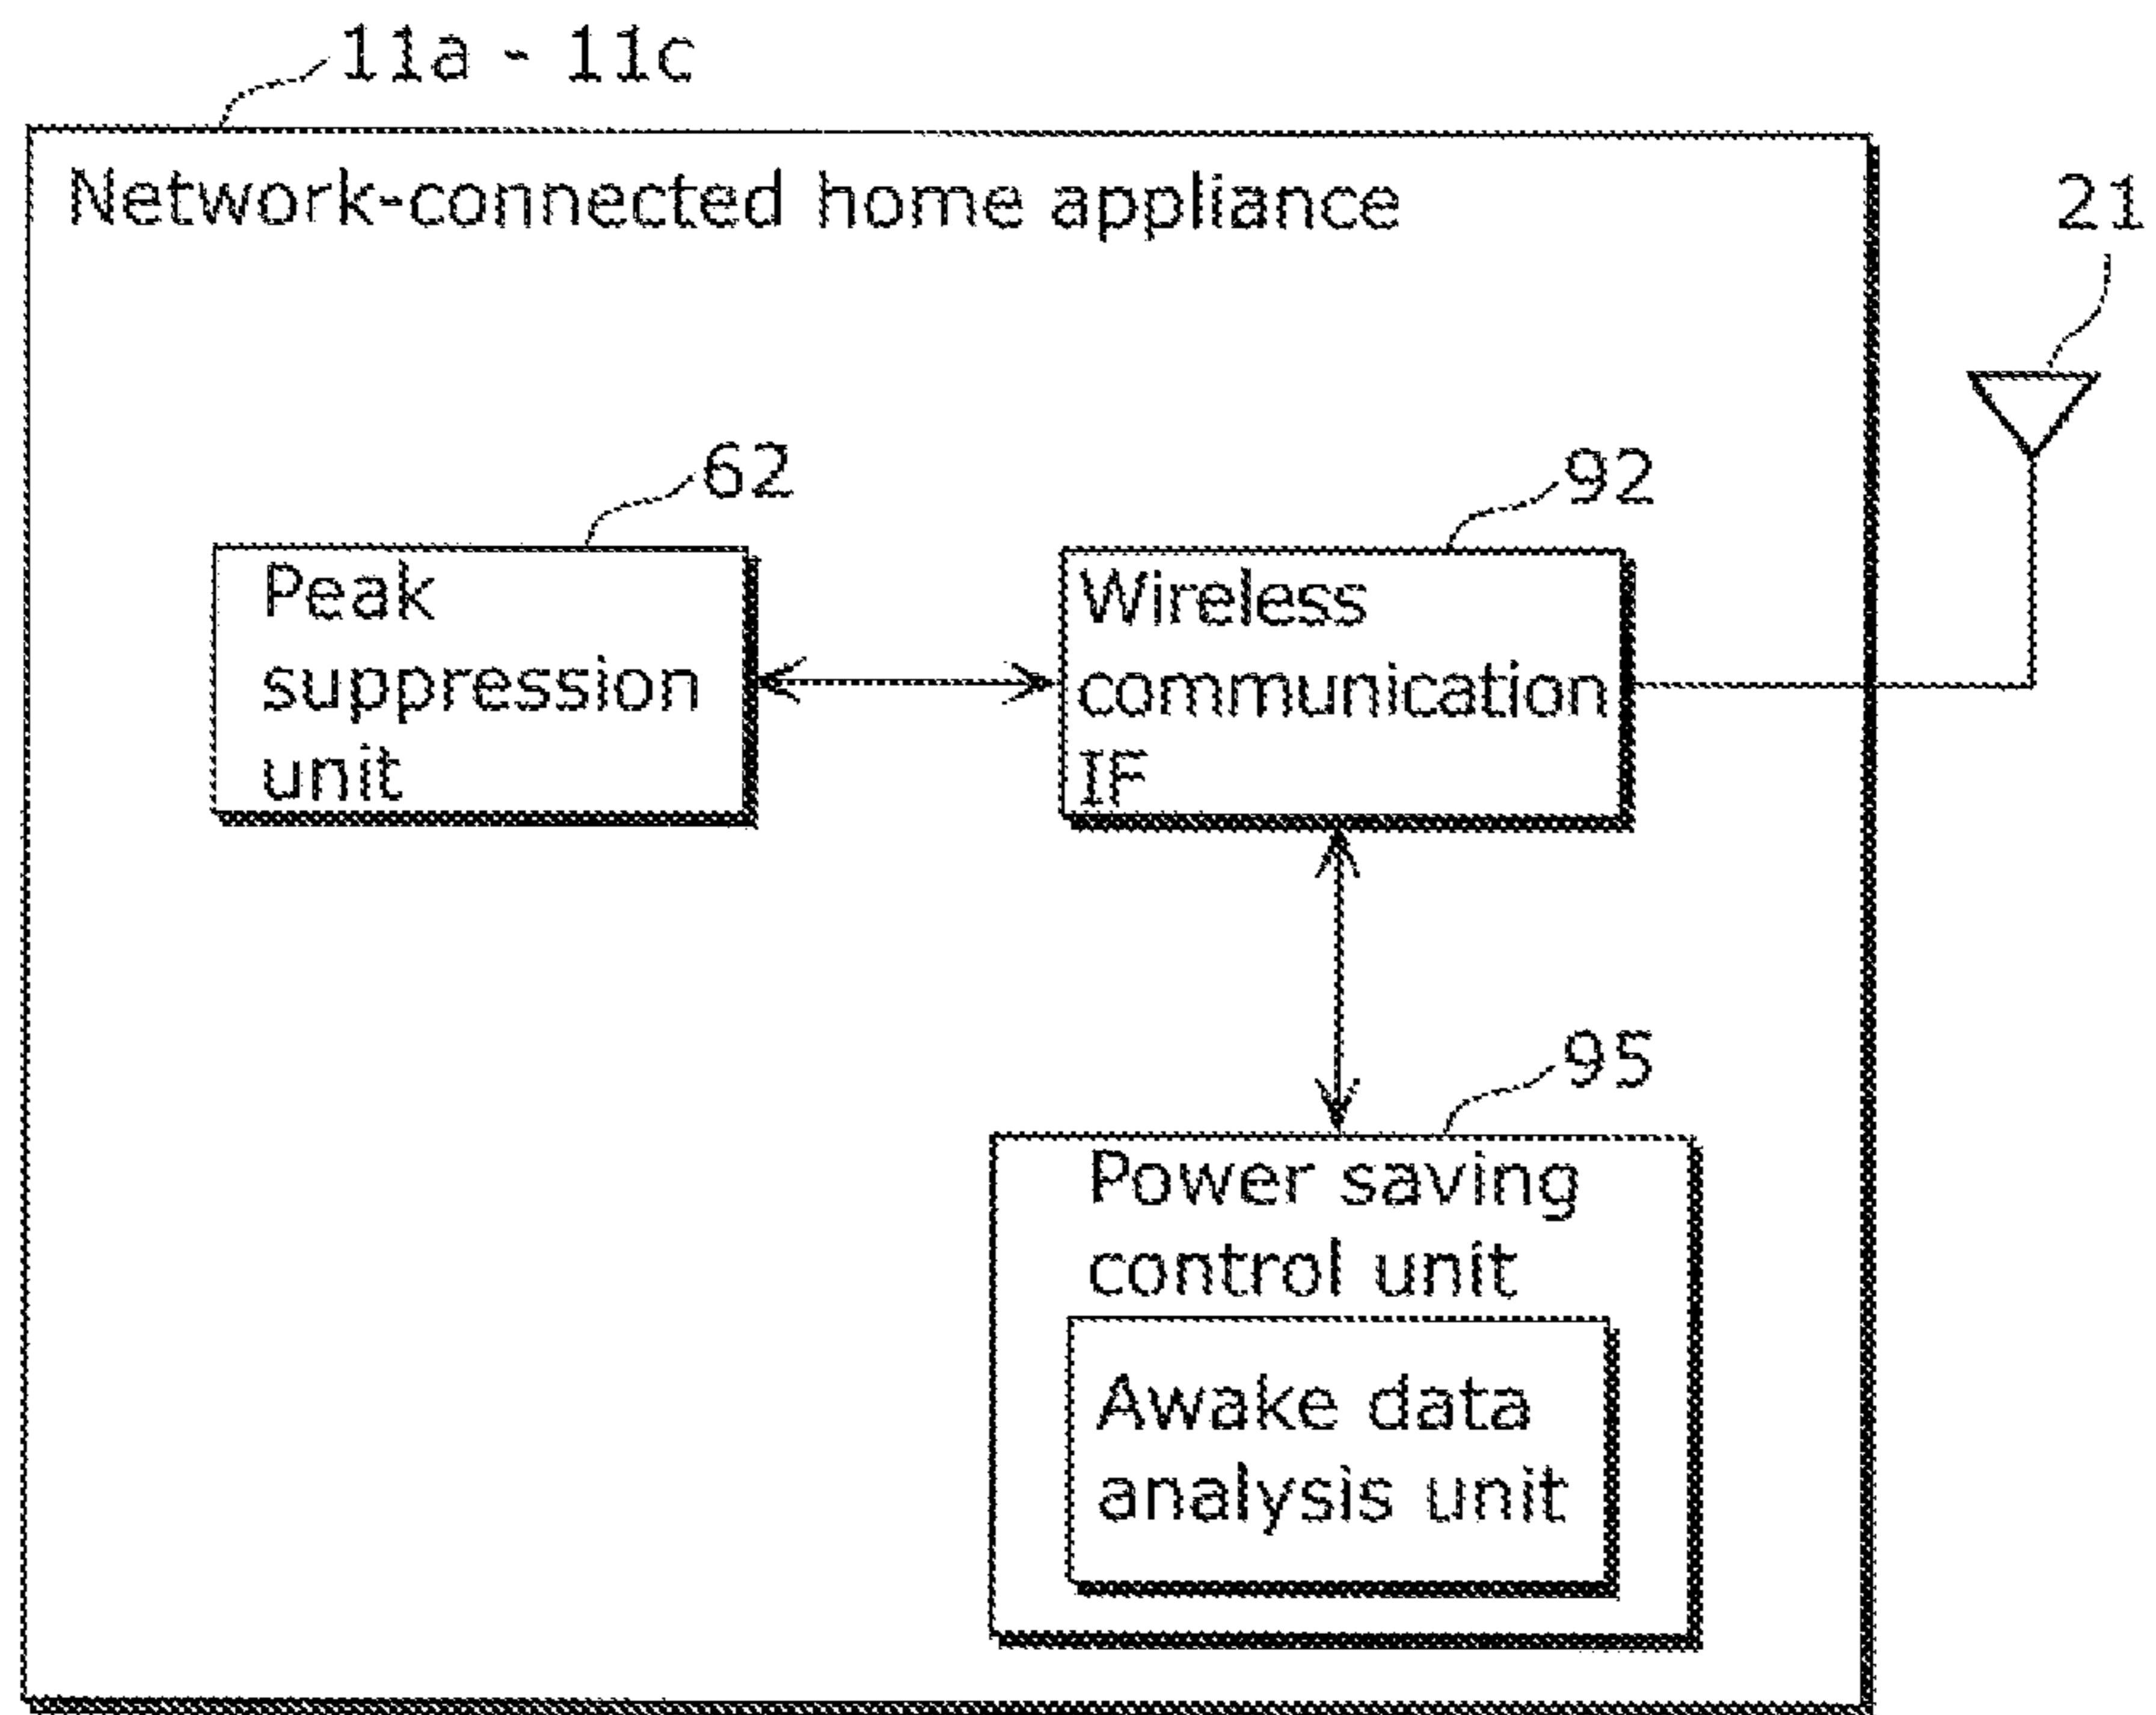 11a - 11c
Network-connected home appliance
21
62
92
Peak
suppression
unit
Wireless
communication
IF
95
Power saving
control unit
Awake data
analysis unit